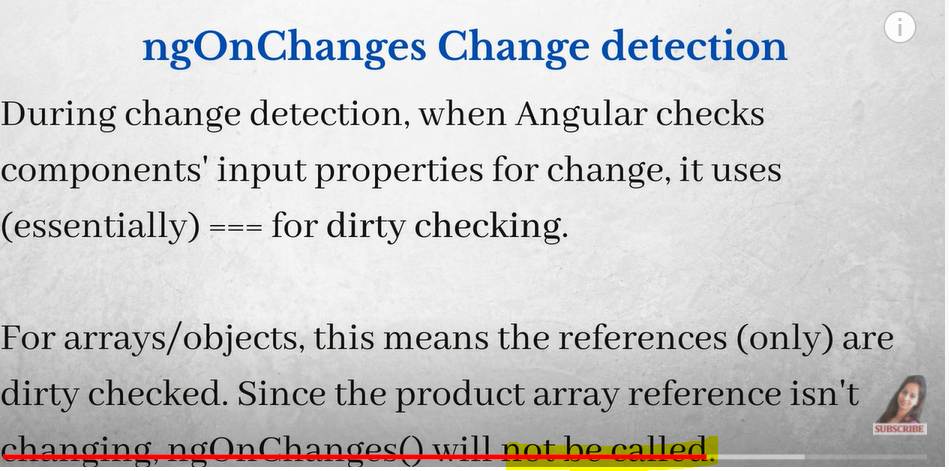 ngOnChanges Change detection
During change detection, when Angular checks
components' input properties for change, it uses
(essentially) === for dirty checking.
For arrays/objects, this means the references (only) are
dirty checked. Since the product array reference isn't
changing, ngOnChanges() will not be called.
SUBSCRIBE
i